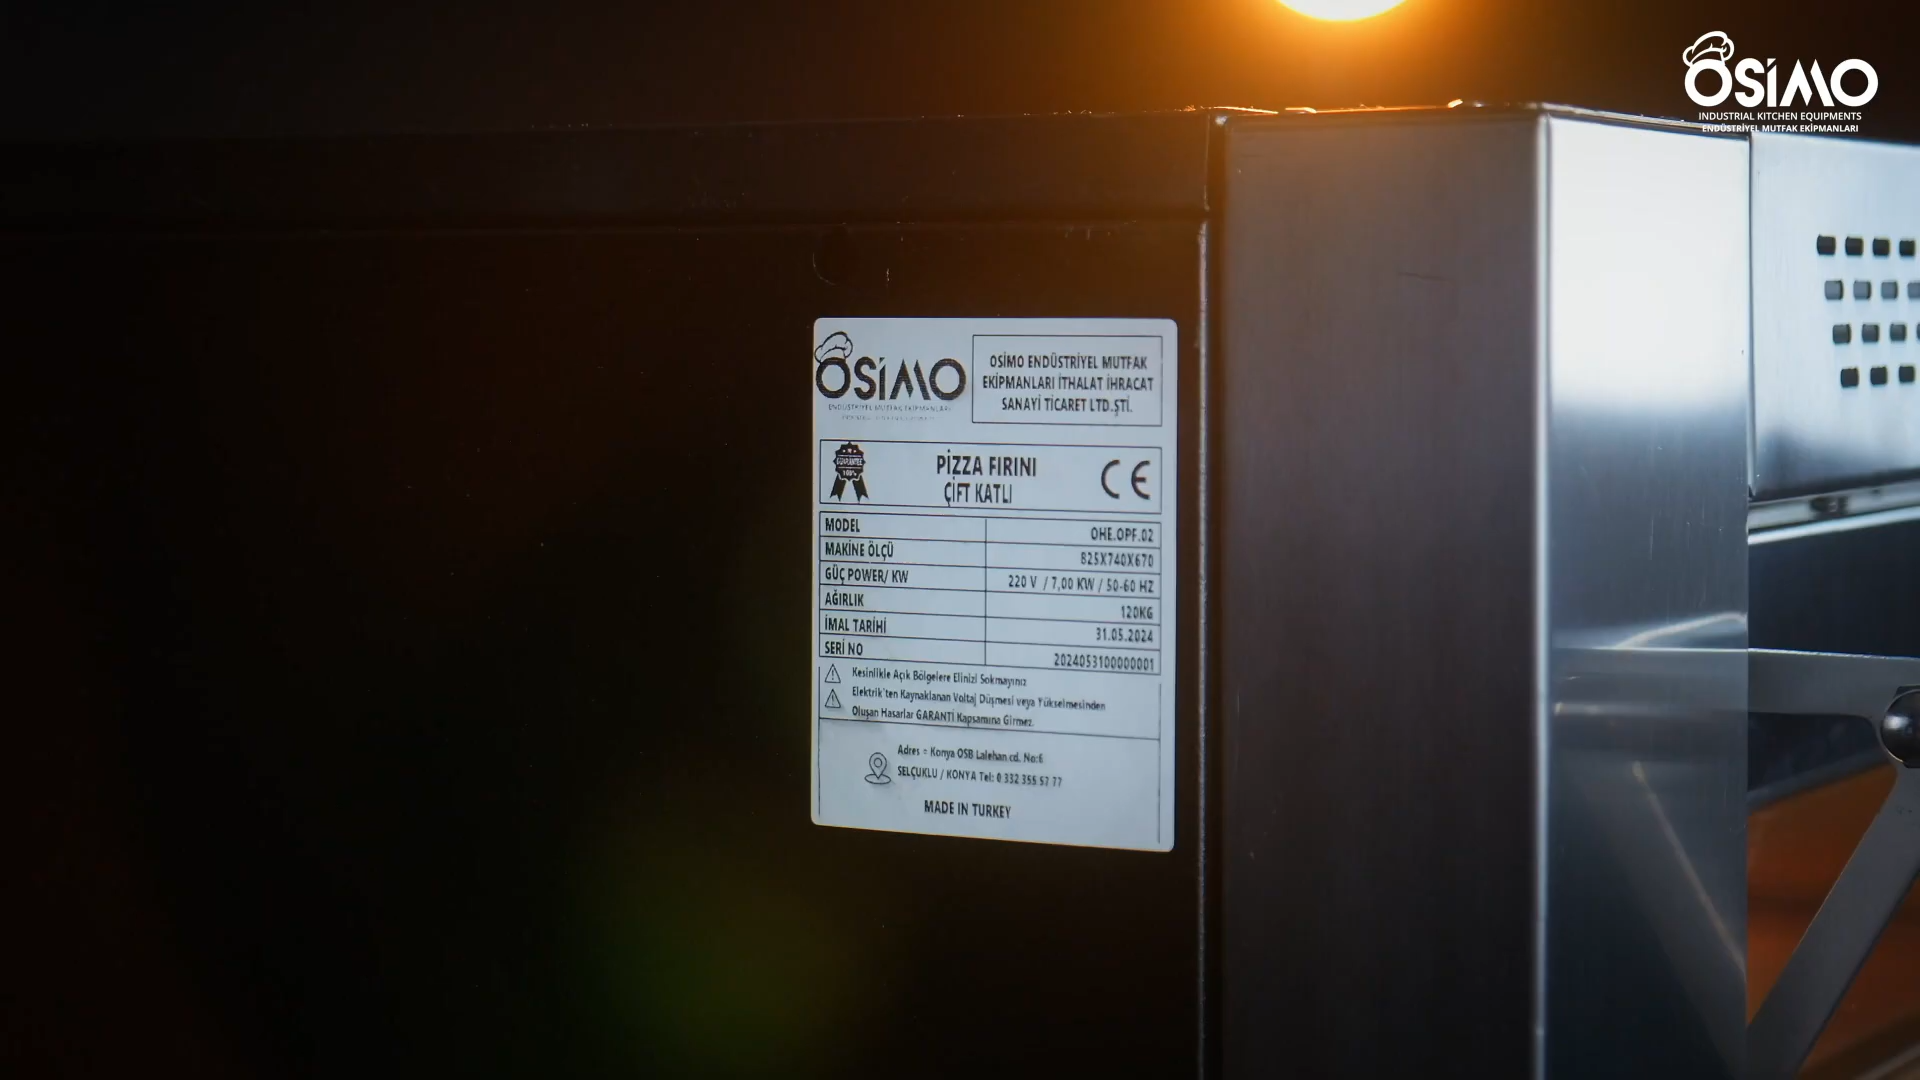 OSİMO
INDUSTRIAL KITCHEN EQUIPMENTS
ENDÜSTRİYEL MUTFAK EKİPMANLARI
OSİMO
ENDÜSTRİYEL MUTFAK EKİPMANLARI
OSİMO ENDÜSTRİYEL MUTFAK
EKİPMANLARI İTHALAT İHRACAT
SANAYİ TİCARET LTD.ŞTİ.
GUARANTEE
100%
PİZZA FIRINI
ÇİFT KATLI
CE
MODEL OHE.OPF.02
MAKİNE ÖLÇÜ 825X740X670
GÜÇ POWER/ KW 220 V / 7,00 KW / 50-60 HZ
AĞIRLIK 120KG
İMAL TARİHİ 31.05.2024
SERİ NO 2024053100000001
Kesinlikle Açık Bölgelere Elinizi Sokmayınız
Elektrik'ten Kaynaklanan Voltaj Düşmesi veya Yükselmesinden
Oluşan Hasarlar GARANTİ Kapsamına Girmez.
Adres = Konya OSB Lalehan cd. No:6
SELÇUKLU / KONYA Tel: 0 332 355 57 77
MADE IN TURKEY